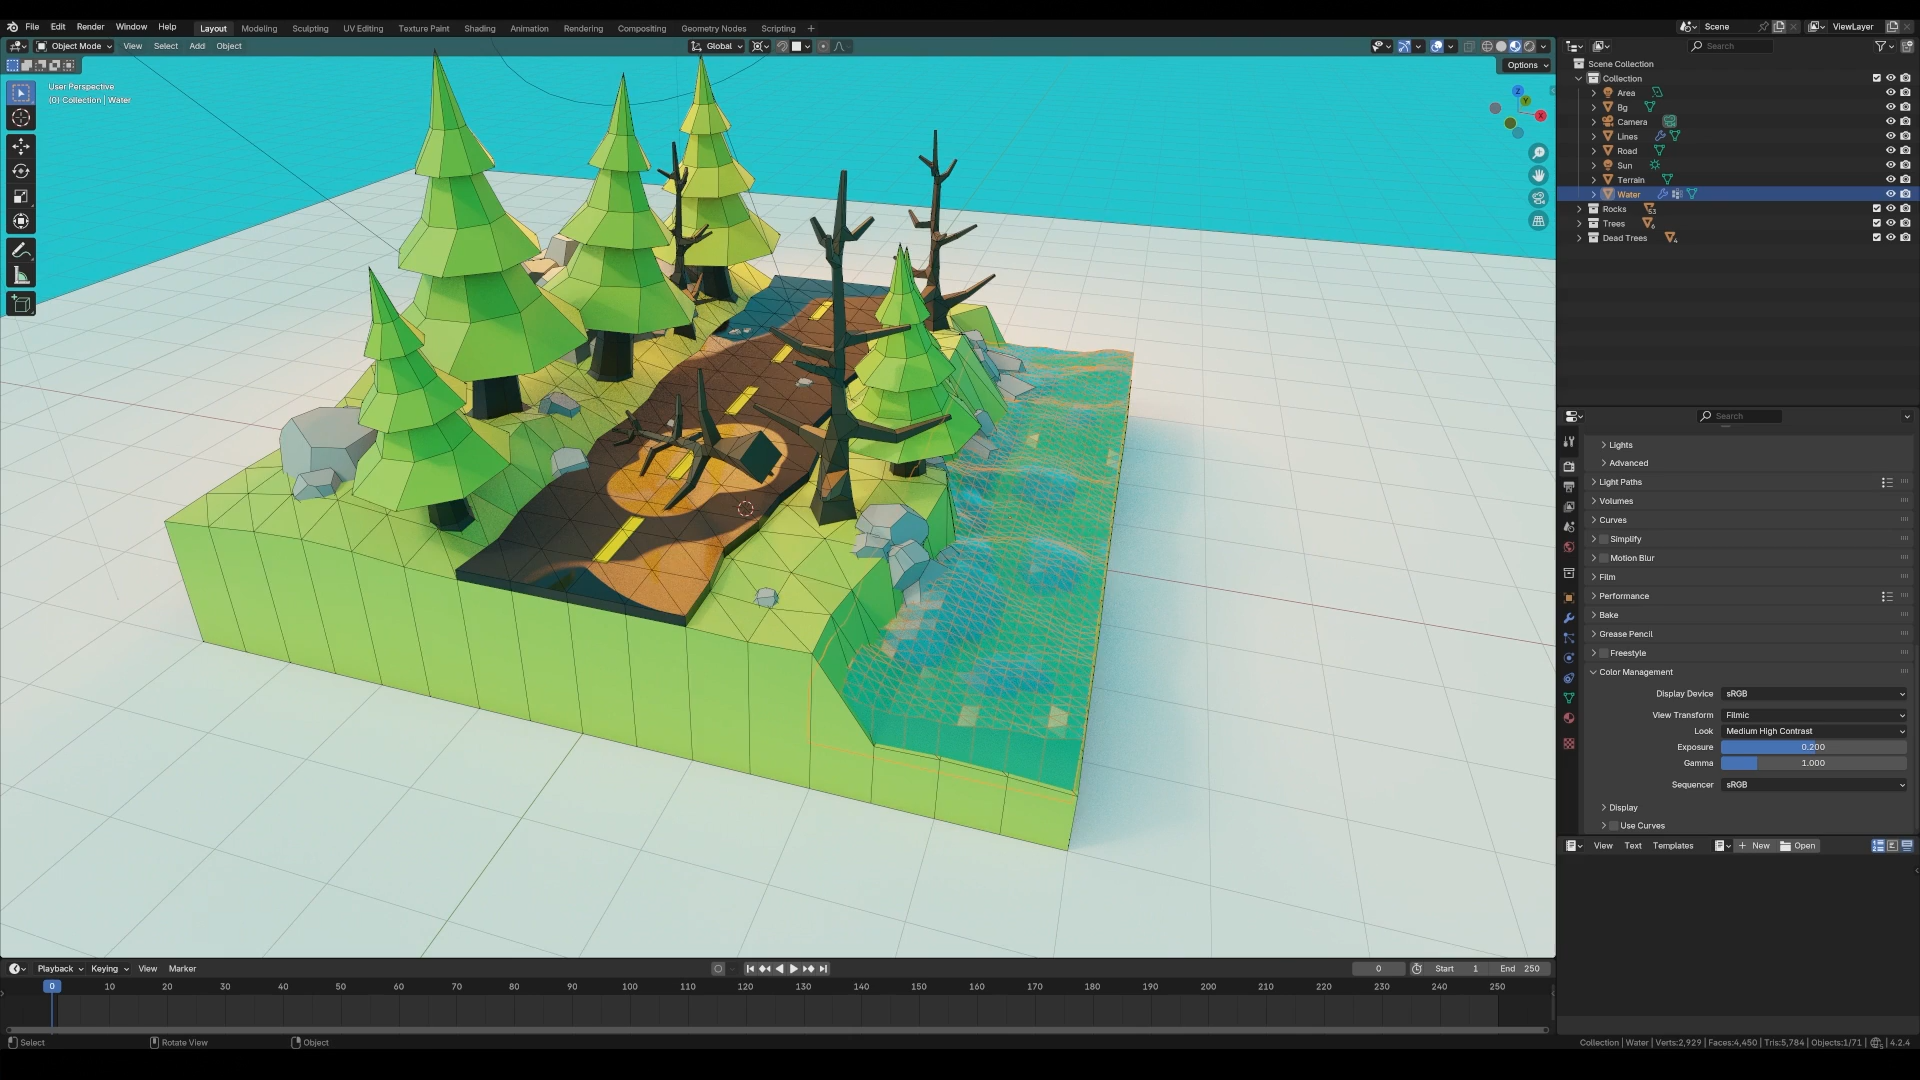 File Edit Render Window Help Layout Modeling Sculpting UV Editing Texture Paint Shading Animation Rendering Compositing Geometry Nodes Scripting + Scene ViewLayer
Object Mode View Select Add Object Global Search
Options
User Perspective
(0) Collection | Water
Z
Y
X
Scene Collection
Collection
Area
Bg
Camera
Lines
Road
Sun
Terrain
Water
Rocks 53
Trees 6
Dead Trees 4
Search
Lights
Advanced
Light Paths
Volumes
Curves
Simplify
Motion Blur
Film
Performance
Bake
Grease Pencil
Freestyle
Color Management
Display Device sRGB
View Transform Filmic
Look Medium High Contrast
Exposure 0.200
Gamma 1.000
Sequencer sRGB
Display
Use Curves
View Text Templates New Open
Playback Keying View Marker 0 Start 1 End 250
0 10 20 30 40 50 60 70 80 90 100 110 120 130 140 150 160 170 180 190 200 210 220 230 240 250
Select Rotate View Object Collection | Water | Verts:2,929 | Faces:4,450 | Tris:5,784 | Objects:1/71 | 4.2.4